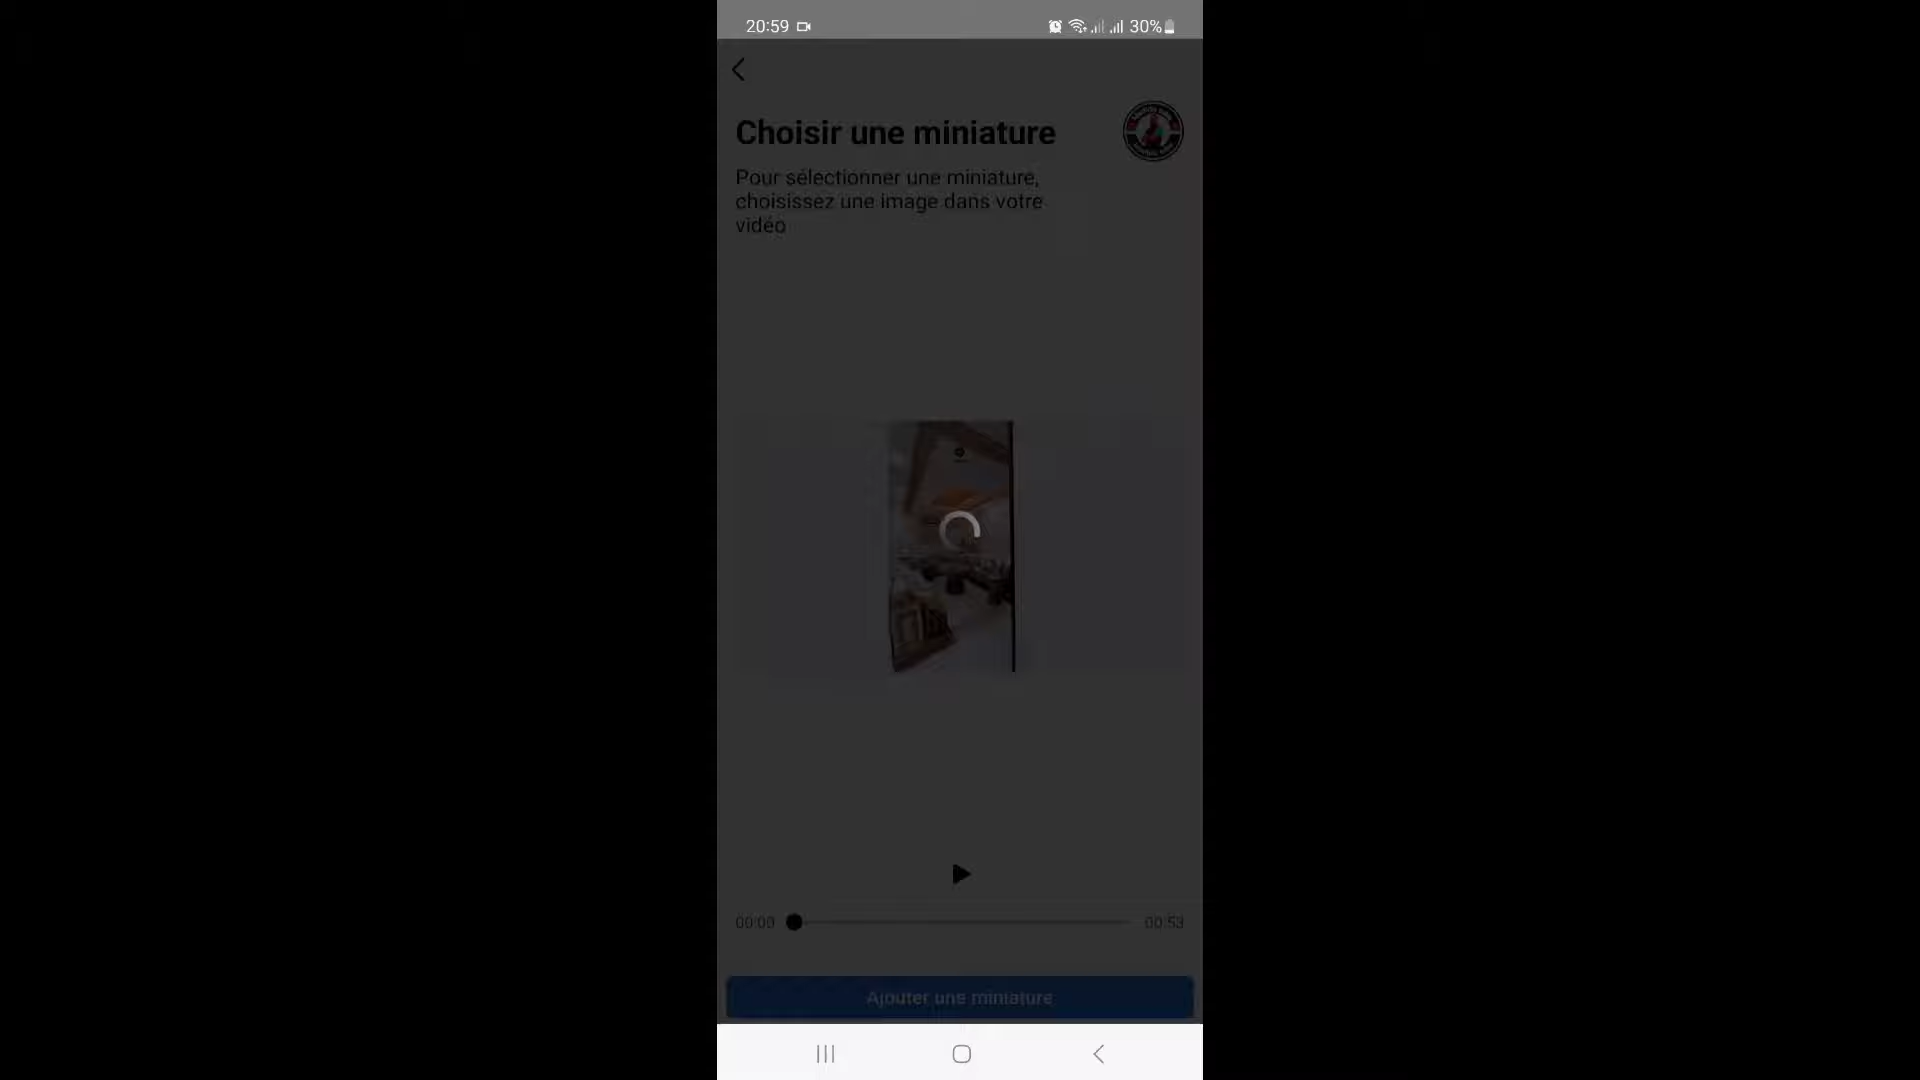 20:59
30%
Choisir une miniature
Pour sélectionner une miniature,
choisissez une image dans votre
vidéo
00:00
00:53
Ajouter une miniature